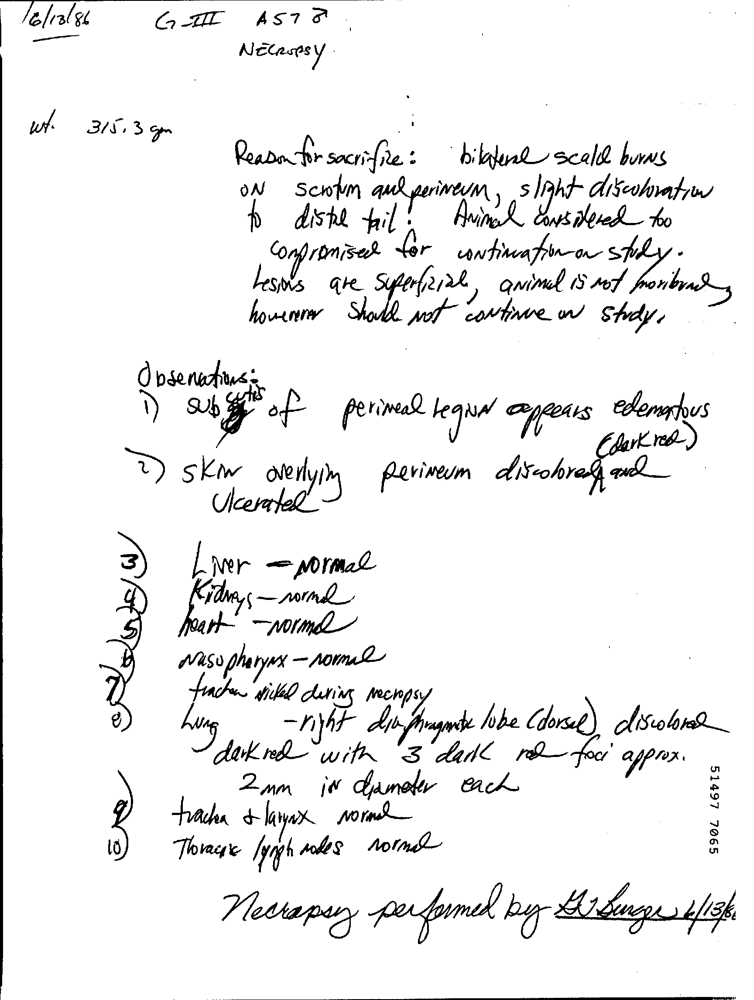 6/13/86 G-III A57 ♂
NECROPSY
wt. 315.3 gm
Reason for sacrifice: bilateral scald burns
ON scrotum and perineum, slight discoloration
to distal tail. Animal considered too
compromised for continuation on study.
Lesions are superficial, animal is not moribund,
however should not continue on study.
Observations:
1) subcutis of perineal region appears edematous
(dark red)
2) skin overlying perineum discolored and
Ulcerated
3) Liver — normal
4) Kidneys — normal
5) heart — normal
6) nasopharynx — normal
7) trachea nicked during necropsy
8) Lung — right diaphragmatic lobe (dorsal) discolored
dark red with 3 dark red foci approx.
2 mm in diameter each
9) trachea & larynx normal
10) Thoracic lymph nodes normal
Necropsy performed by 6/13/86
51497 7065